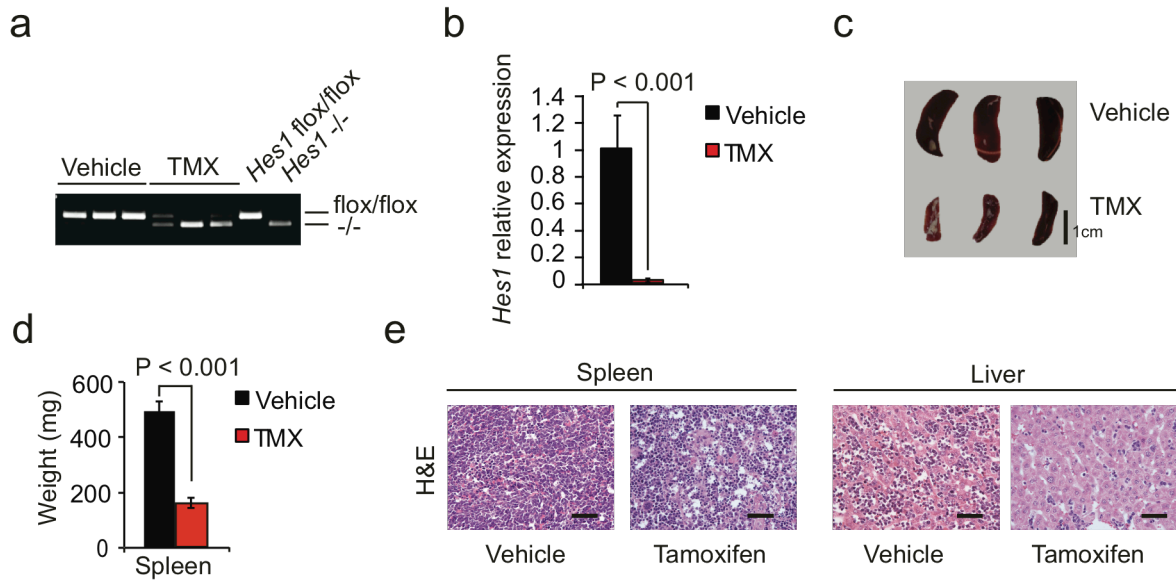 a
Vehicle
TMX
Hes1 flox/flox
Hes1 -/-
flox/flox
-/-
b
Hes1 relative expression
P < 0.001
1.4
1.2
1
0.8
0.6
0.4
0.2
0
Vehicle
TMX
c
Vehicle
TMX
1cm
d
Weight (mg)
P < 0.001
600
400
200
0
Spleen
Vehicle
TMX
e
Spleen
Liver
H&E
Vehicle
Tamoxifen
Vehicle
Tamoxifen